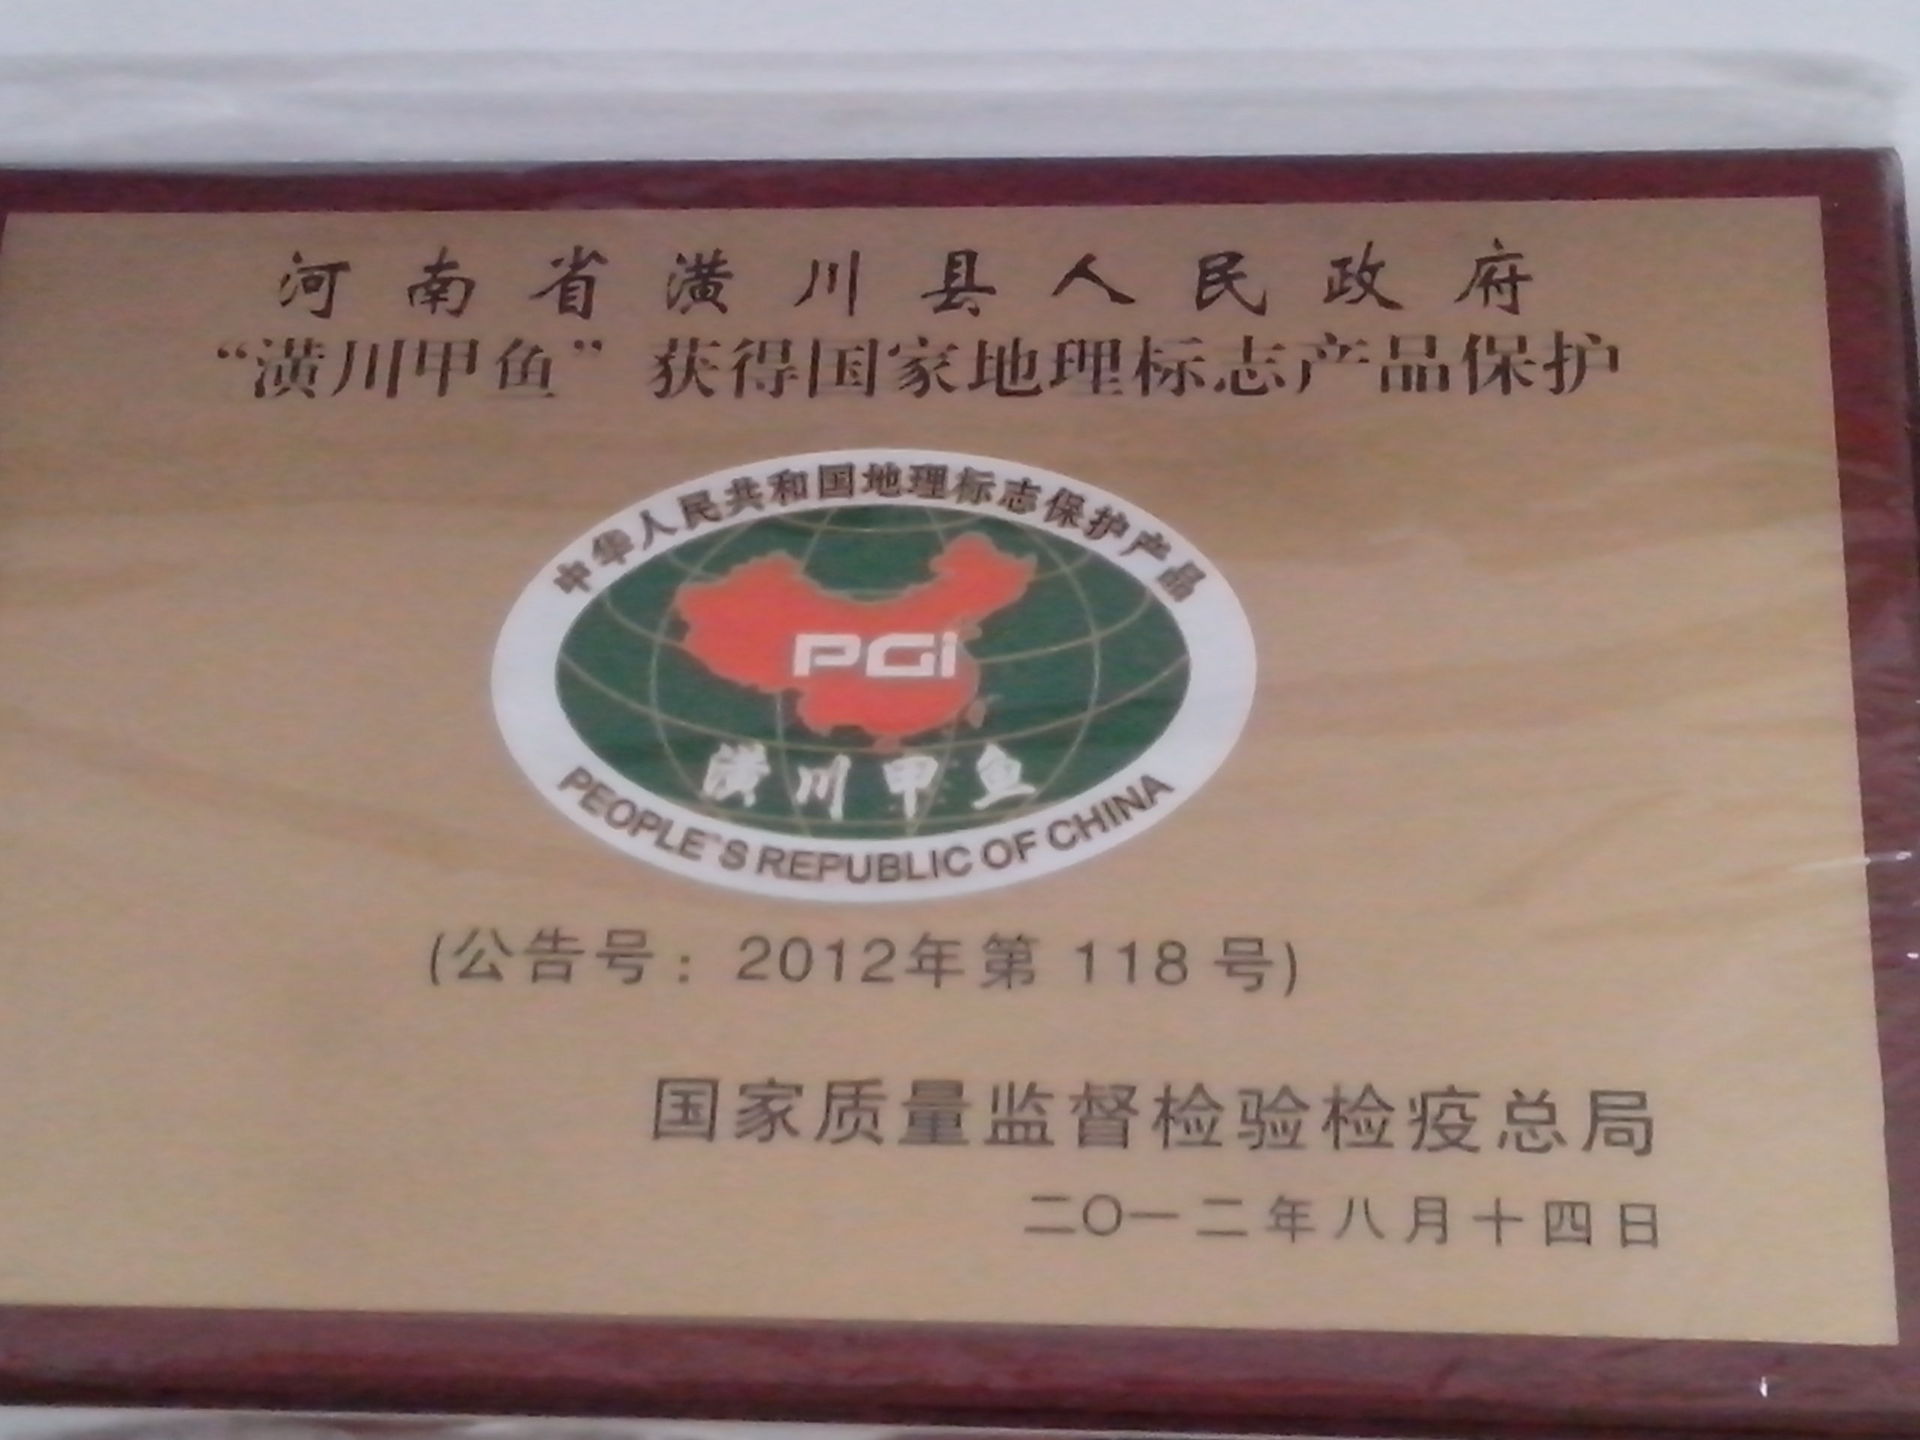 河南省潢川县人民政府
“潢川甲鱼”获得国家地理标志产品保护
中华人民共和国地理标志保护产品
PGI
潢川甲鱼
PEOPLE'S REPUBLIC OF CHINA
(公告号：2012年第 118 号)
国家质量监督检验检疫总局
二〇一二年八月十四日